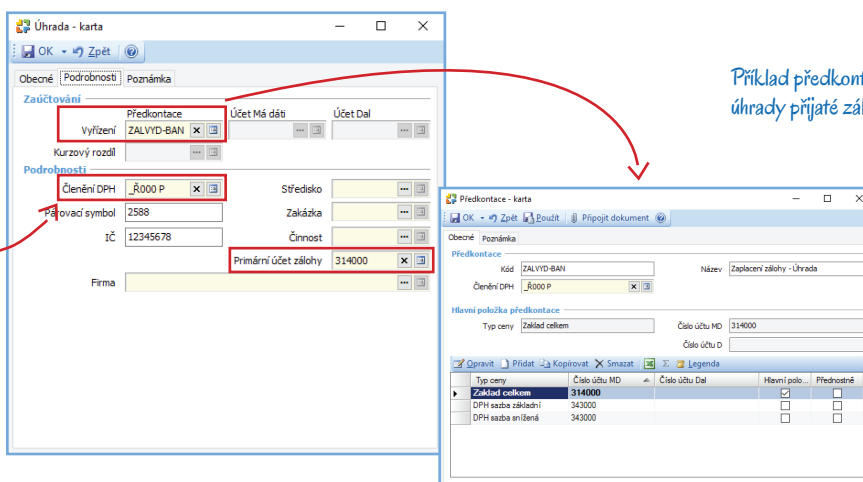 Úhrada - karta
OK Zpět
Obecné Podrobnosti Poznámka
Zaúčtování
Předkontace Účet Má dáti Účet Dal
Vyřízení ZALVYD-BAN
Kurzový rozdíl
Podrobnosti
Členění DPH _Ř000 P Středisko
Párovací symbol 2588 Zakázka
IČ 12345678 Činnost
Primární účet zálohy 314000
Firma
Příklad předkont
úhrady přijaté zál
Předkontace - karta
OK Zpět Použít Připojit dokument
Obecné Poznámka
Předkontace
Kód ZALVYD-BAN Název Zaplacení zálohy - Úhrada
Členění DPH _Ř000 P
Hlavní položka předkontace
Typ ceny Základ celkem Číslo účtu MD 314000
Číslo účtu D
Opravit Přidat Kopírovat Smazat Σ Legenda
Typ ceny Číslo účtu MD Číslo účtu Dal Hlavní polo... Přednostně
Základ celkem 314000
DPH sazba základní 343000
DPH sazba snížená 343000